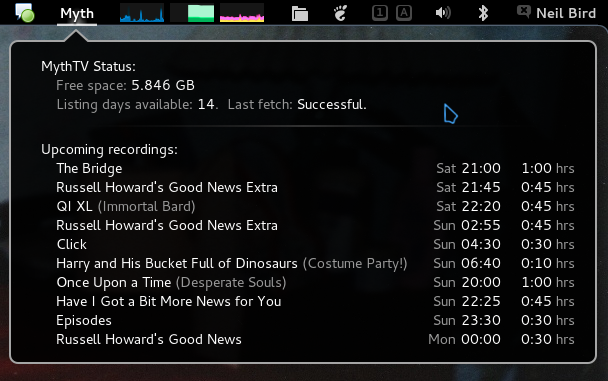 Myth 1 A Neil Bird
MythTV Status:
Free space: 5.846 GB
Listing days available: 14. Last fetch: Successful.
Upcoming recordings:
The Bridge Sat 21:00 1:00 hrs
Russell Howard's Good News Extra Sat 21:45 0:45 hrs
QI XL (Immortal Bard) Sat 22:20 0:45 hrs
Russell Howard's Good News Extra Sun 02:55 0:45 hrs
Click Sun 04:30 0:30 hrs
Harry and His Bucket Full of Dinosaurs (Costume Party!) Sun 06:40 0:10 hrs
Once Upon a Time (Desperate Souls) Sun 20:00 1:00 hrs
Have I Got a Bit More News for You Sun 22:25 0:45 hrs
Episodes Sun 23:30 0:30 hrs
Russell Howard's Good News Mon 00:00 0:30 hrs